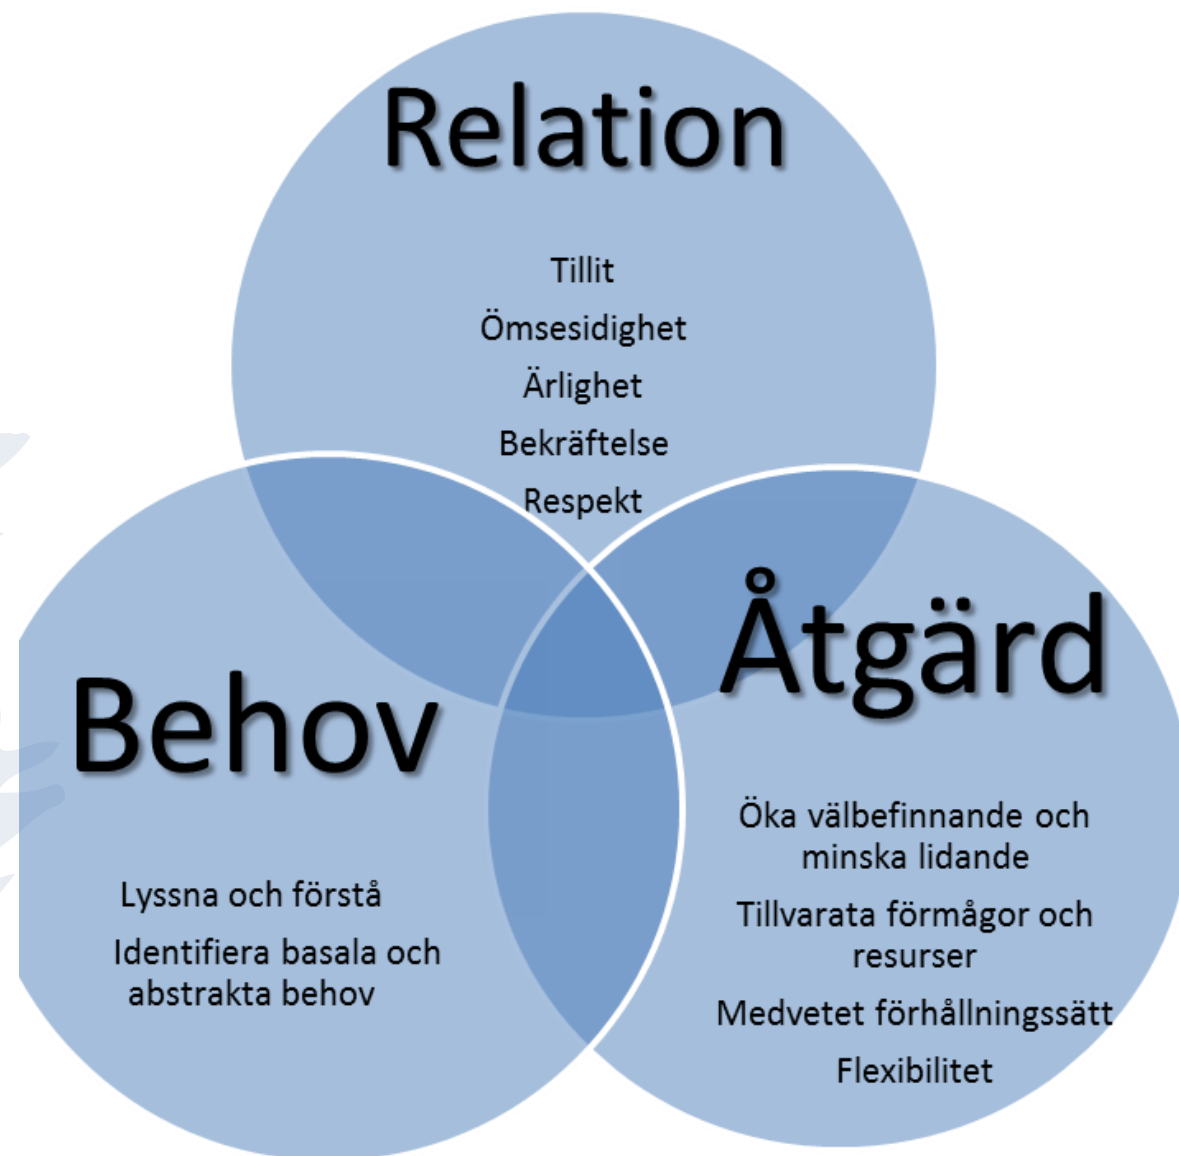 Relation
Tillit
Ömsesidighet
Ärlighet
Bekräftelse
Respekt
Behov
Lyssna och förstå
Identifiera basala och
abstrakta behov
Åtgärd
Öka välbefinnande och
minska lidande
Tillvarata förmågor och
resurser
Medvetet förhållningssätt
Flexibilitet